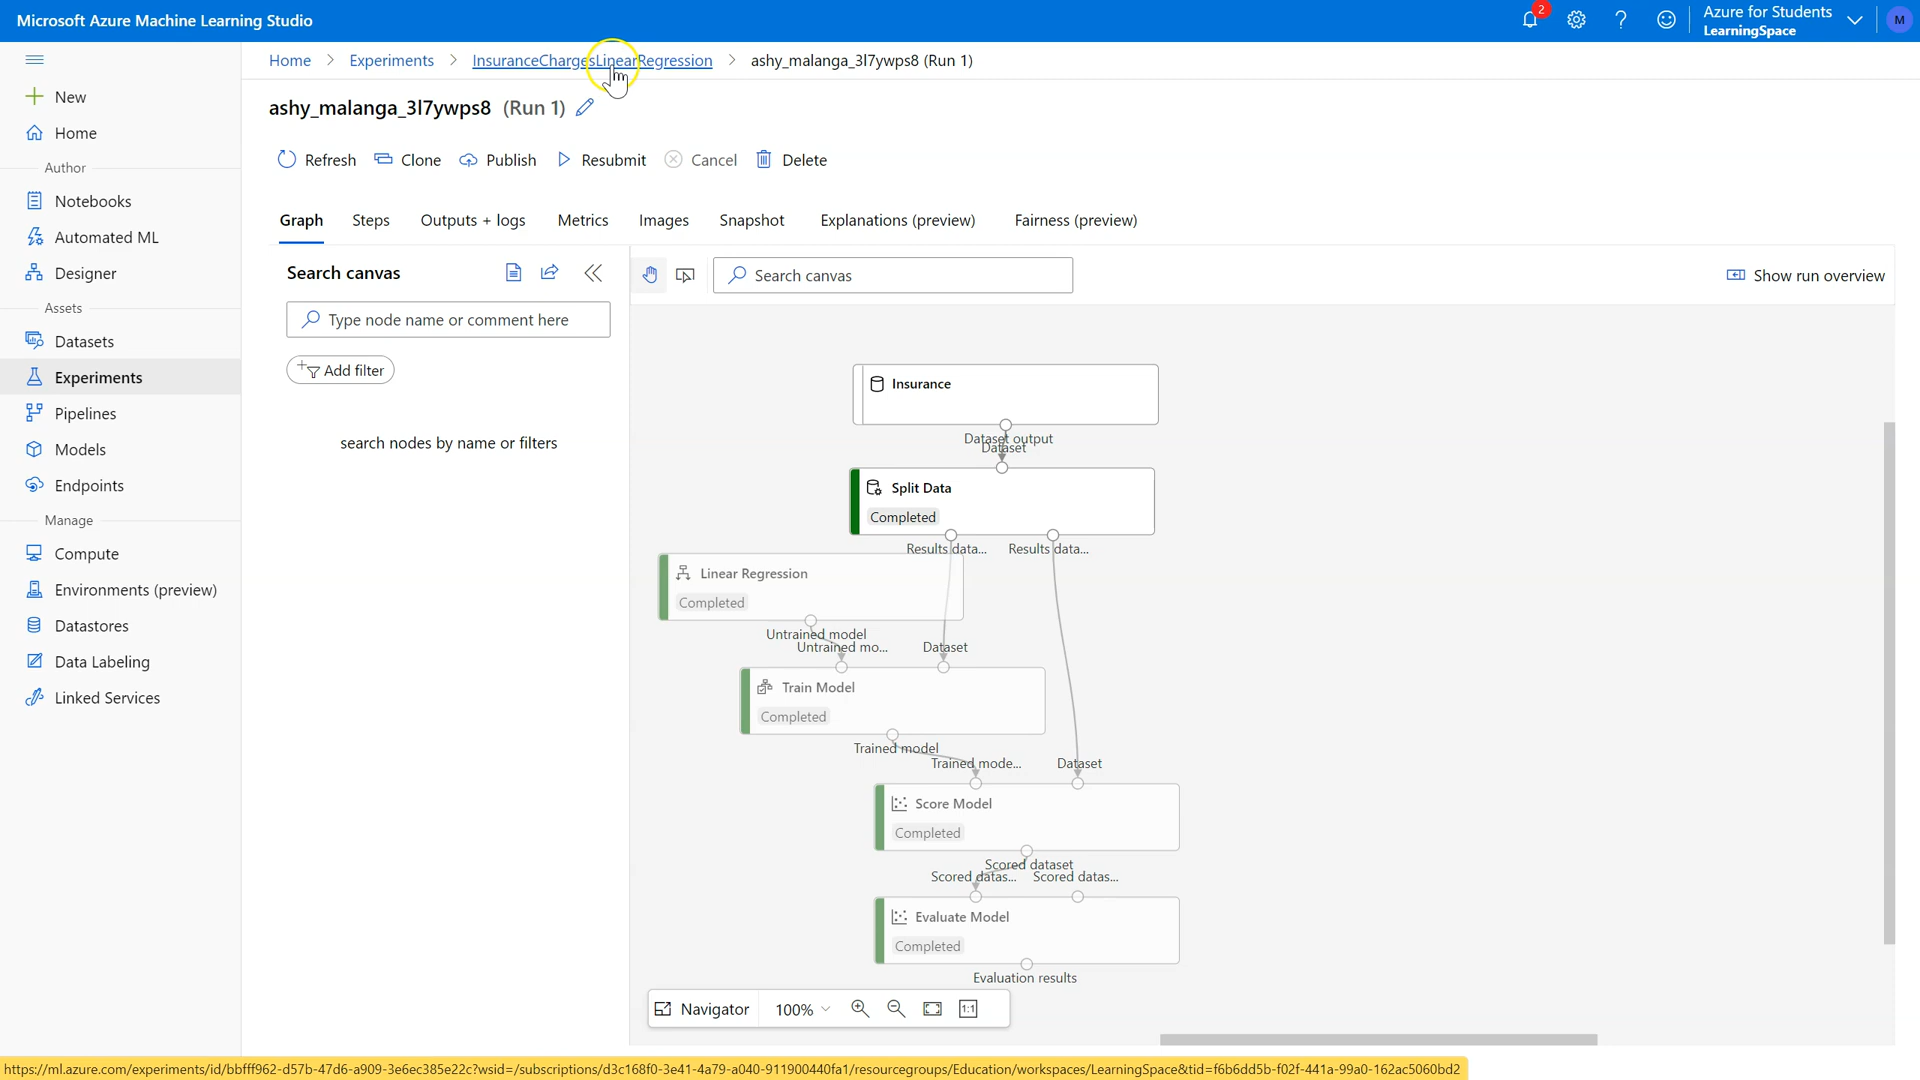 Microsoft Azure Machine Learning Studio
2
Azure for Students
LearningSpace
M
Home > Experiments > InsuranceChargesLinearRegression > ashy_malanga_3l7ywps8 (Run 1)
New
Home
Author
Notebooks
Automated ML
Designer
Assets
Datasets
Experiments
Pipelines
Models
Endpoints
Manage
Compute
Environments (preview)
Datastores
Data Labeling
Linked Services
ashy_malanga_3l7ywps8 (Run 1)
Refresh Clone Publish Resubmit Cancel Delete
Graph Steps Outputs + logs Metrics Images Snapshot Explanations (preview) Fairness (preview)
Search canvas
Type node name or comment here
Add filter
search nodes by name or filters
Search canvas
Show run overview
Insurance
Dataset output
Dataset
Split Data
Completed
Results data... Results data...
Linear Regression
Completed
Untrained model
Untrained mo... Dataset
Train Model
Completed
Trained model
Trained mode... Dataset
Score Model
Completed
Scored dataset
Scored datas... Scored datas...
Evaluate Model
Completed
Evaluation results
Navigator 100% 1:1
https://ml.azure.com/experiments/id/bbfff962-d57b-47d6-a909-3e6ec385e22c?wsid=/subscriptions/d3c168f0-3e41-4a79-a040-911900440fa1/resourcegroups/Education/workspaces/LearningSpace&tid=f6b6dd5b-f02f-441a-99a0-162ac5060bd2